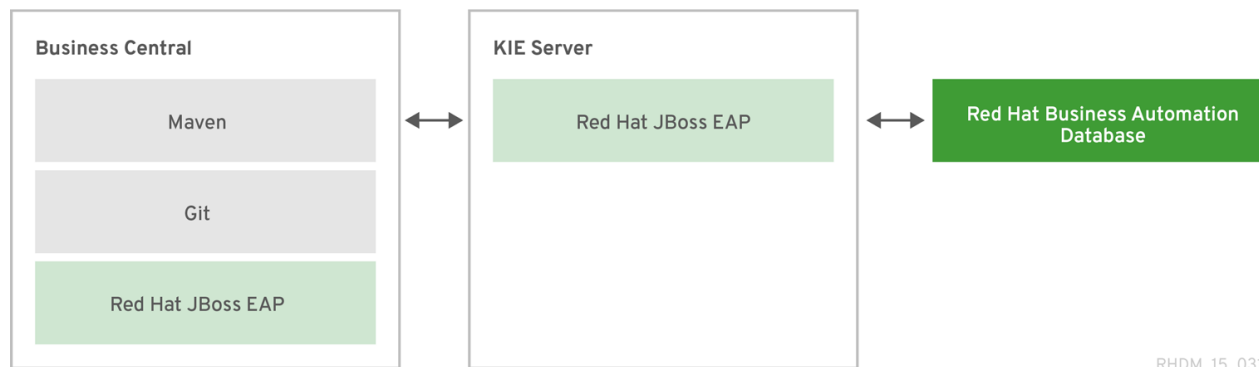 Business Central
Maven
Git
Red Hat JBoss EAP
KIE Server
Red Hat JBoss EAP
Red Hat Business Automation
Database
RHDM_15_03